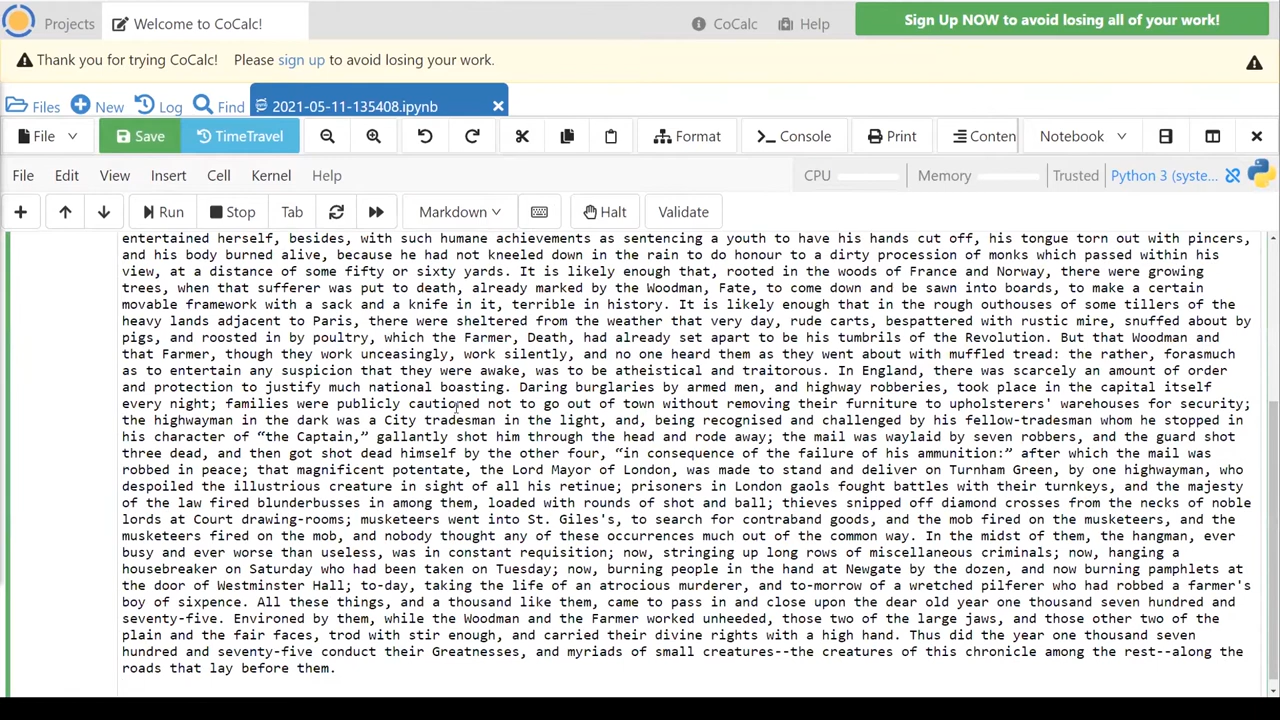 Projects
Welcome to CoCalc!
CoCalc
Help
Sign Up NOW to avoid losing all of your work!
Thank you for trying CoCalc! Please sign up to avoid losing your work.
Files
New
Log
Find
2021-05-11-135408.ipynb
File
Save
TimeTravel
Format
Console
Print
Conten
Notebook
File Edit View Insert Cell Kernel Help
CPU
Memory
Trusted
Python 3 (syste...
Run
Stop
Tab
Markdown
Halt
Validate
entertained herself, besides, with such humane achievements as sentencing a youth to have his hands cut off, his tongue torn out with pincers,
and his body burned alive, because he had not kneeled down in the rain to do honour to a dirty procession of monks which passed within his
view, at a distance of some fifty or sixty yards. It is likely enough that, rooted in the woods of France and Norway, there were growing
trees, when that sufferer was put to death, already marked by the Woodman, Fate, to come down and be sawn into boards, to make a certain
movable framework with a sack and a knife in it, terrible in history. It is likely enough that in the rough outhouses of some tillers of the
heavy lands adjacent to Paris, there were sheltered from the weather that very day, rude carts, bespattered with rustic mire, snuffed about by
pigs, and roosted in by poultry, which the Farmer, Death, had already set apart to be his tumbrils of the Revolution. But that Woodman and
that Farmer, though they work unceasingly, work silently, and no one heard them as they went about with muffled tread: the rather, forasmuch
as to entertain any suspicion that they were awake, was to be atheistical and traitorous. In England, there was scarcely an amount of order
and protection to justify much national boasting. Daring burglaries by armed men, and highway robberies, took place in the capital itself
every night; families were publicly cautioned not to go out of town without removing their furniture to upholsterers' warehouses for security;
the highwayman in the dark was a City tradesman in the light, and, being recognised and challenged by his fellow-tradesman whom he stopped in
his character of “the Captain,” gallantly shot him through the head and rode away; the mail was waylaid by seven robbers, and the guard shot
three dead, and then got shot dead himself by the other four, “in consequence of the failure of his ammunition:” after which the mail was
robbed in peace; that magnificent potentate, the Lord Mayor of London, was made to stand and deliver on Turnham Green, by one highwayman, who
despoiled the illustrious creature in sight of all his retinue; prisoners in London gaols fought battles with their turnkeys, and the majesty
of the law fired blunderbusses in among them, loaded with rounds of shot and ball; thieves snipped off diamond crosses from the necks of noble
lords at Court drawing-rooms; musketeers went into St. Giles's, to search for contraband goods, and the mob fired on the musketeers, and the
musketeers fired on the mob, and nobody thought any of these occurrences much out of the common way. In the midst of them, the hangman, ever
busy and ever worse than useless, was in constant requisition; now, stringing up long rows of miscellaneous criminals; now, hanging a
housebreaker on Saturday who had been taken on Tuesday; now, burning people in the hand at Newgate by the dozen, and now burning pamphlets at
the door of Westminster Hall; to-day, taking the life of an atrocious murderer, and to-morrow of a wretched pilferer who had robbed a farmer's
boy of sixpence. All these things, and a thousand like them, came to pass in and close upon the dear old year one thousand seven hundred and
seventy-five. Environed by them, while the Woodman and the Farmer worked unheeded, those two of the large jaws, and those other two of the
plain and the fair faces, trod with stir enough, and carried their divine rights with a high hand. Thus did the year one thousand seven
hundred and seventy-five conduct their Greatnesses, and myriads of small creatures--the creatures of this chronicle among the rest--along the
roads that lay before them.